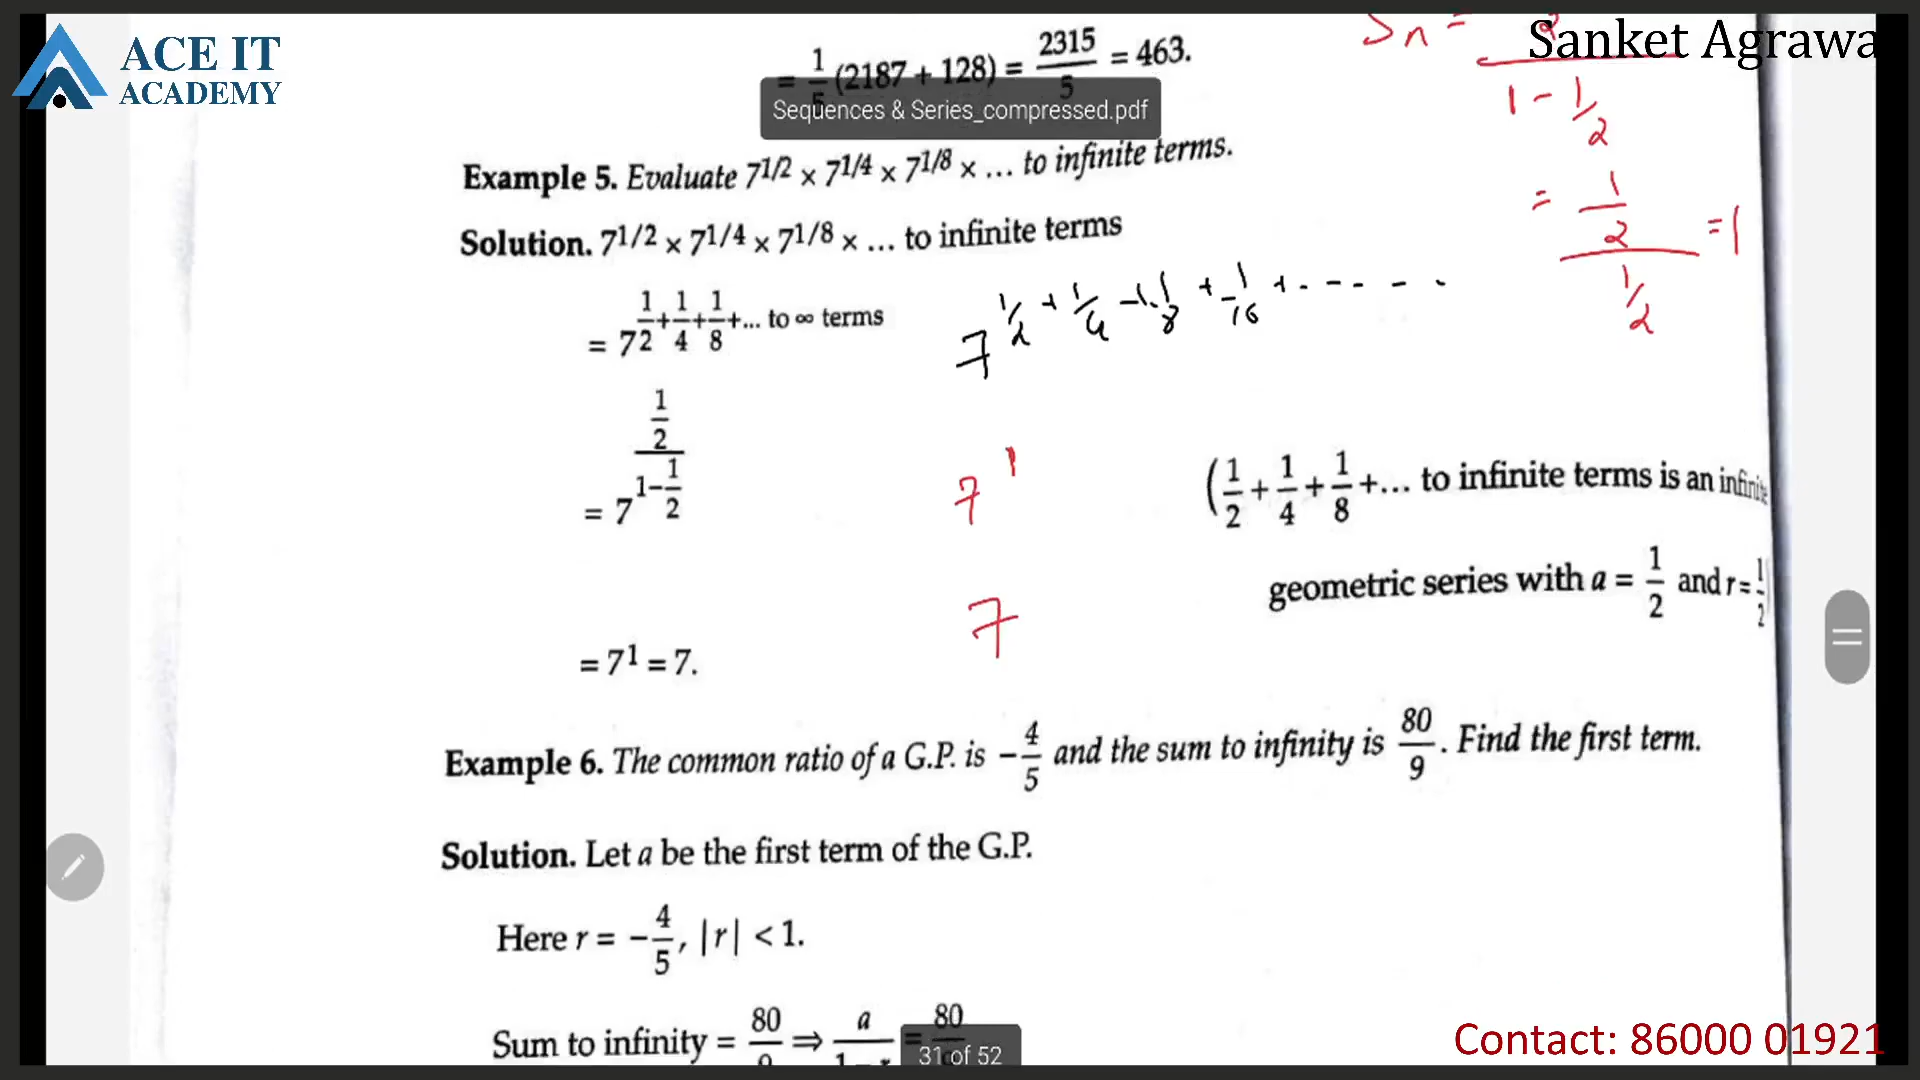 ACE IT
ACADEMY
Sanket Agrawa
= 1/5 (2187 + 128) = 2315/5 = 463.
Sequences & Series_compressed.pdf
Sn =
1 - 1/2
= 1/2 / 1/2 = 1
Example 5. Evaluate 7^1/2 × 7^1/4 × 7^1/8 × ... to infinite terms.
Solution. 7^1/2 × 7^1/4 × 7^1/8 × ... to infinite terms
= 7^(1/2 + 1/4 + 1/8 + ... to ∞ terms)
7^(1/2 + 1/4 + 1/8 + 1/16 + ------)
= 7^((1/2)/(1-1/2))
7^1
(1/2 + 1/4 + 1/8 + ... to infinite terms is an infinite
geometric series with a = 1/2 and r = 1/2
7
= 7^1 = 7.
Example 6. The common ratio of a G.P. is -4/5 and the sum to infinity is 80/9. Find the first term.
Solution. Let a be the first term of the G.P.
Here r = -4/5, |r| < 1.
Sum to infinity = 80/9 ⇒ a/1-r = 80
31 of 52
Contact: 86000 01921